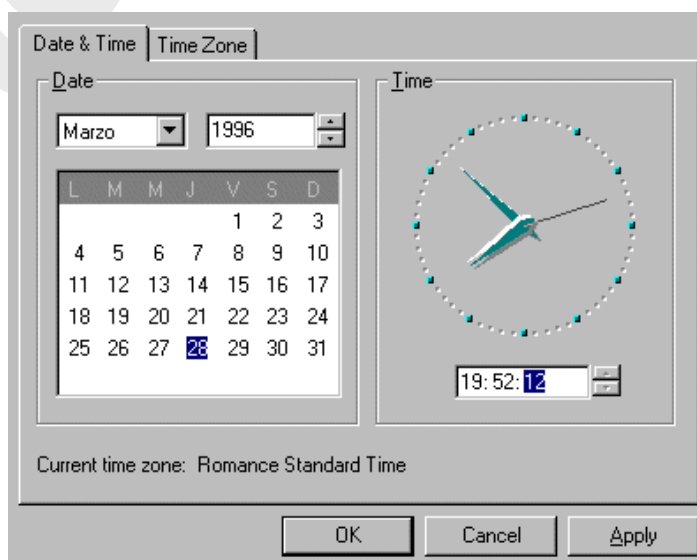 Date & Time Time Zone
Date
Marzo 1996
L M M J V S D
1 2 3
4 5 6 7 8 9 10
11 12 13 14 15 16 17
18 19 20 21 22 23 24
25 26 27 28 29 30 31
Time
19:52:12
Current time zone: Romance Standard Time
OK Cancel Apply